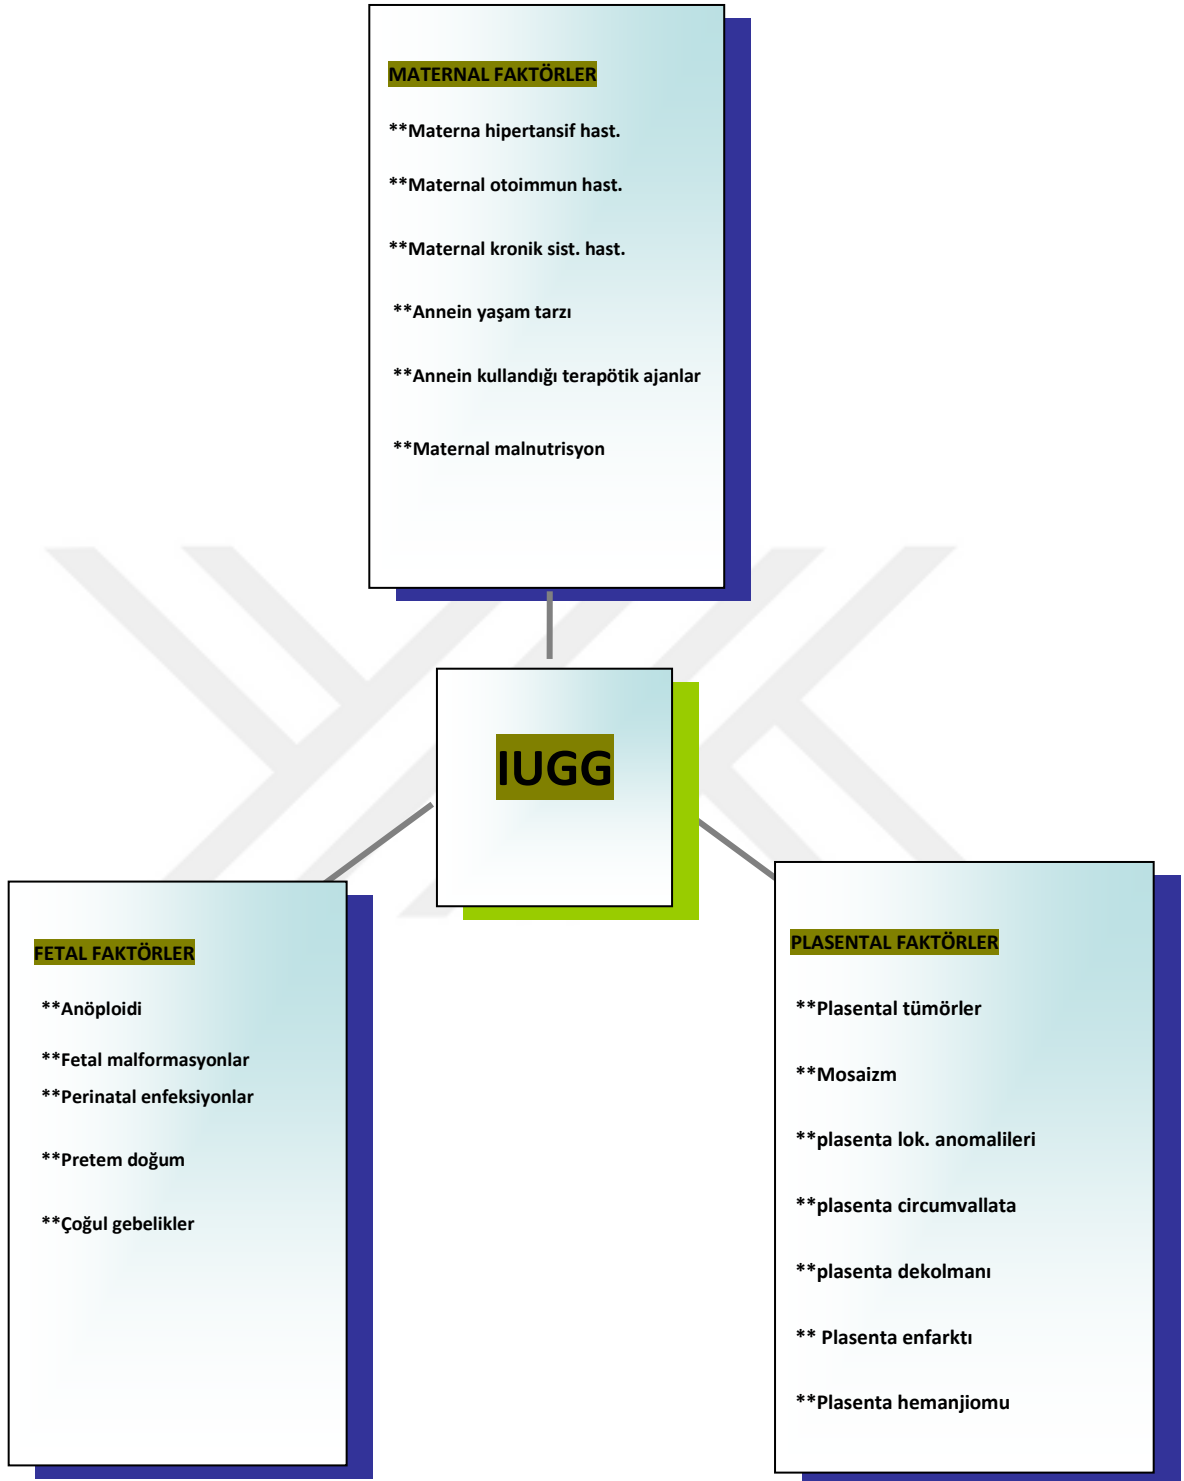 MATERNAL FAKTÖRLER
**Materna hipertansif hast.
**Maternal otoimmun hast.
**Maternal kronik sist. hast.
**Annein yaşam tarzı
**Annein kullandığı terapötik ajanlar
**Maternal malnutrisyon
IUGG
FETAL FAKTÖRLER
**Anöploidi
**Fetal malformasyonlar
**Perinatal enfeksiyonlar
**Pretem doğum
**Çoğul gebelikler
PLASENTAL FAKTÖRLER
**Plasental tümörler
**Mosaizm
**plasenta lok. anomalileri
**plasenta circumvallata
**plasenta dekolmanı
** Plasenta enfarktı
**Plasenta hemanjiomu